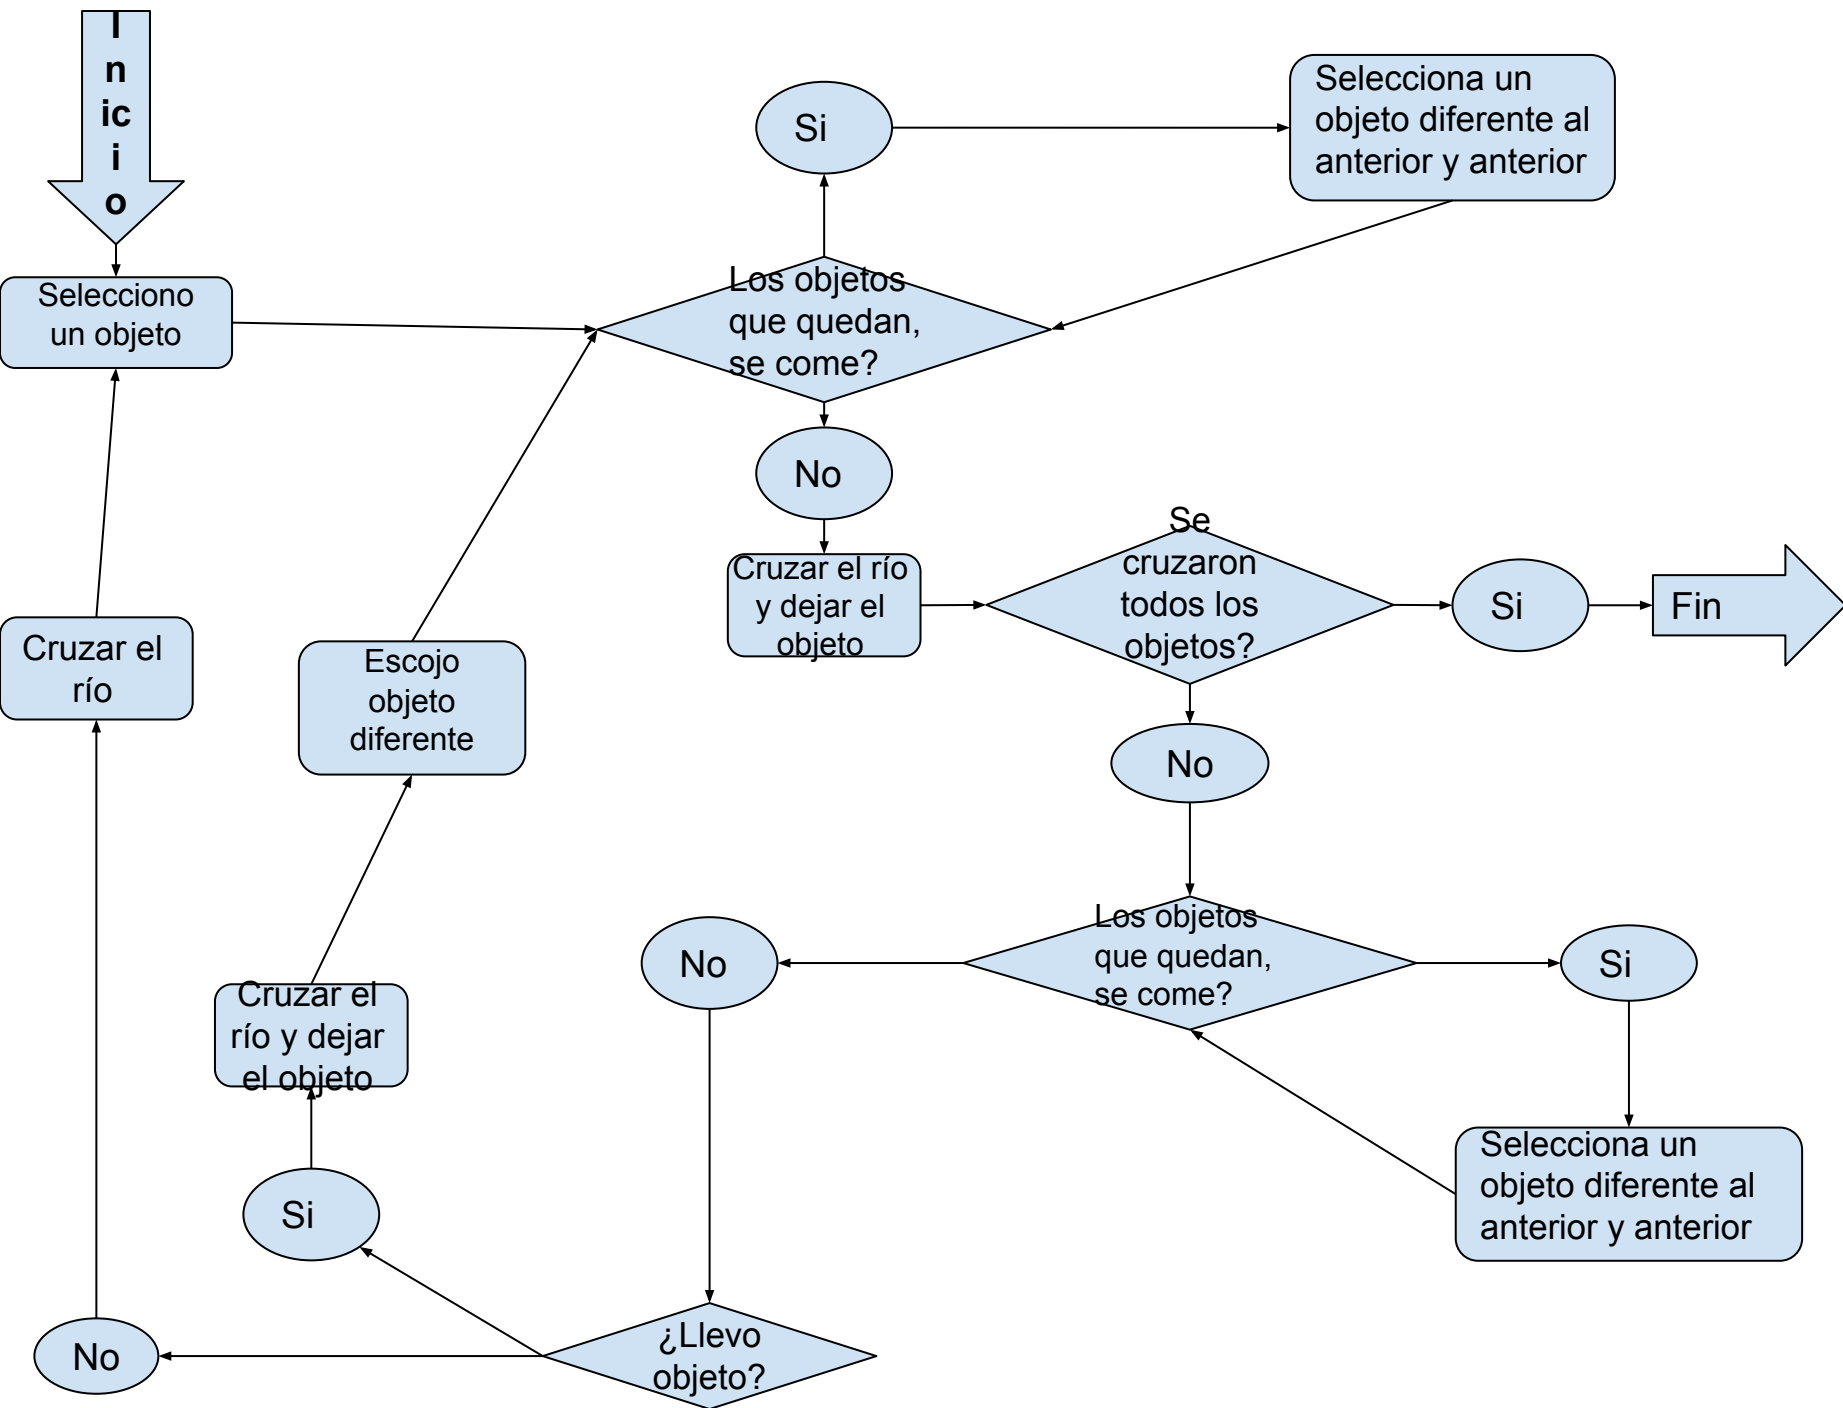 I
n
ic
i
o
Si
Selecciona un
objeto diferente al
anterior y anterior
Selecciono
un objeto
Los objetos
que quedan,
se come?
No
Cruzar el río
y dejar el
objeto
Se
cruzaron
todos los
objetos?
Si
Fin
Cruzar el
río
Escojo
objeto
diferente
No
Los objetos
que quedan,
se come?
No
Si
Cruzar el
río y dejar
el objeto
Selecciona un
objeto diferente al
anterior y anterior
Si
¿Llevo
objeto?
No